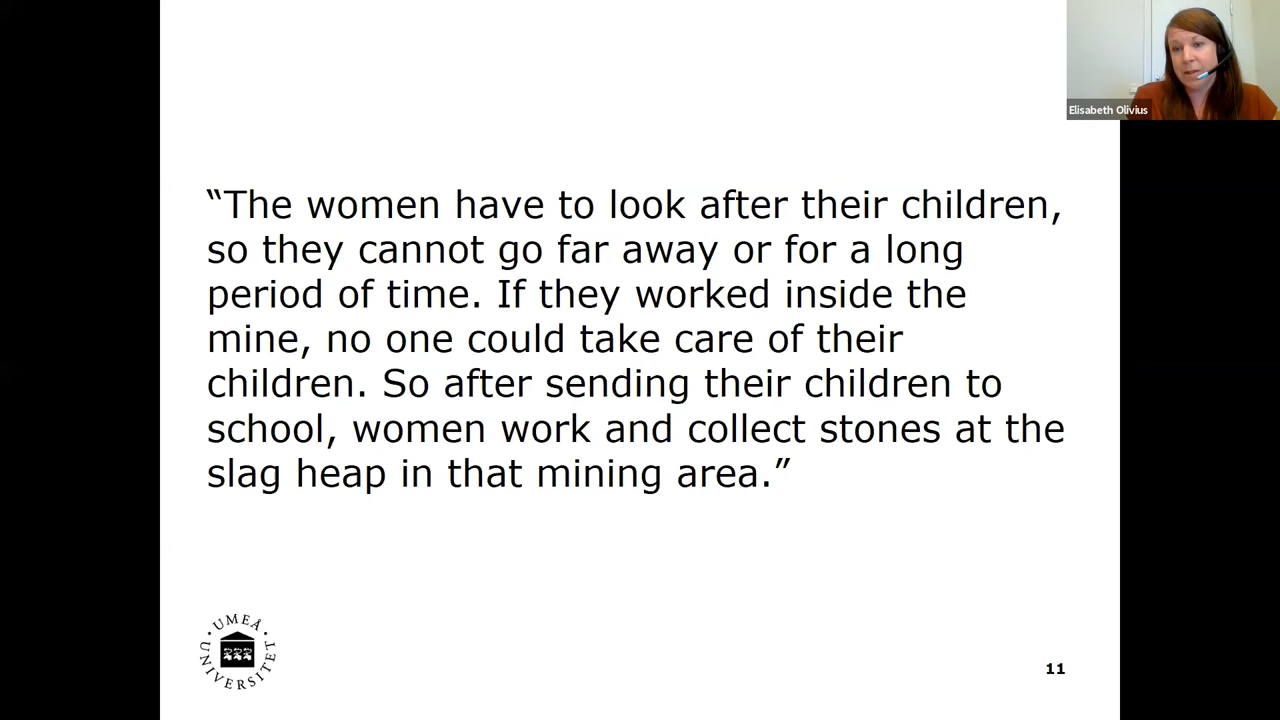 Elisabeth Olivius
“The women have to look after their children,
so they cannot go far away or for a long
period of time. If they worked inside the
mine, no one could take care of their
children. So after sending their children to
school, women work and collect stones at the
slag heap in that mining area.”
UMEÅ UNIVERSITET
11